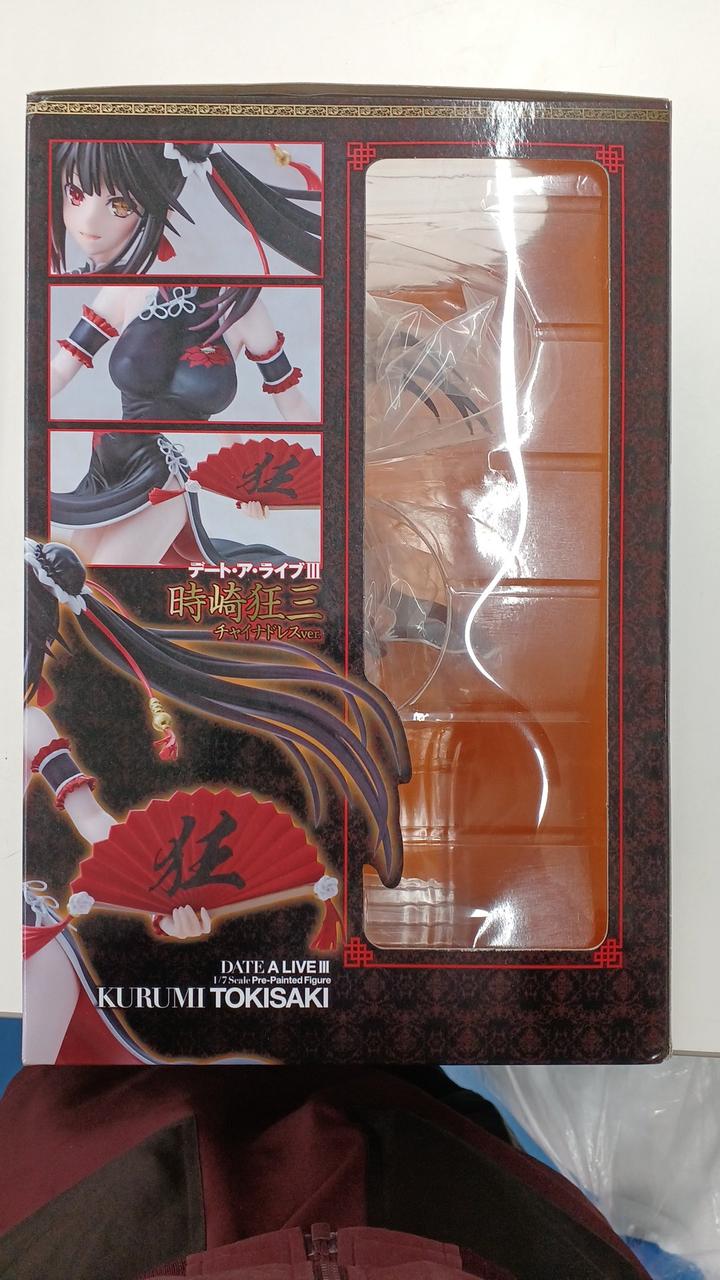 狂
デート・ア・ライブⅢ
時崎狂三
チャイナドレスver.
狂
DATE A LIVE III
1/7 Scale Pre-Painted Figure
KURUMI TOKISAKI